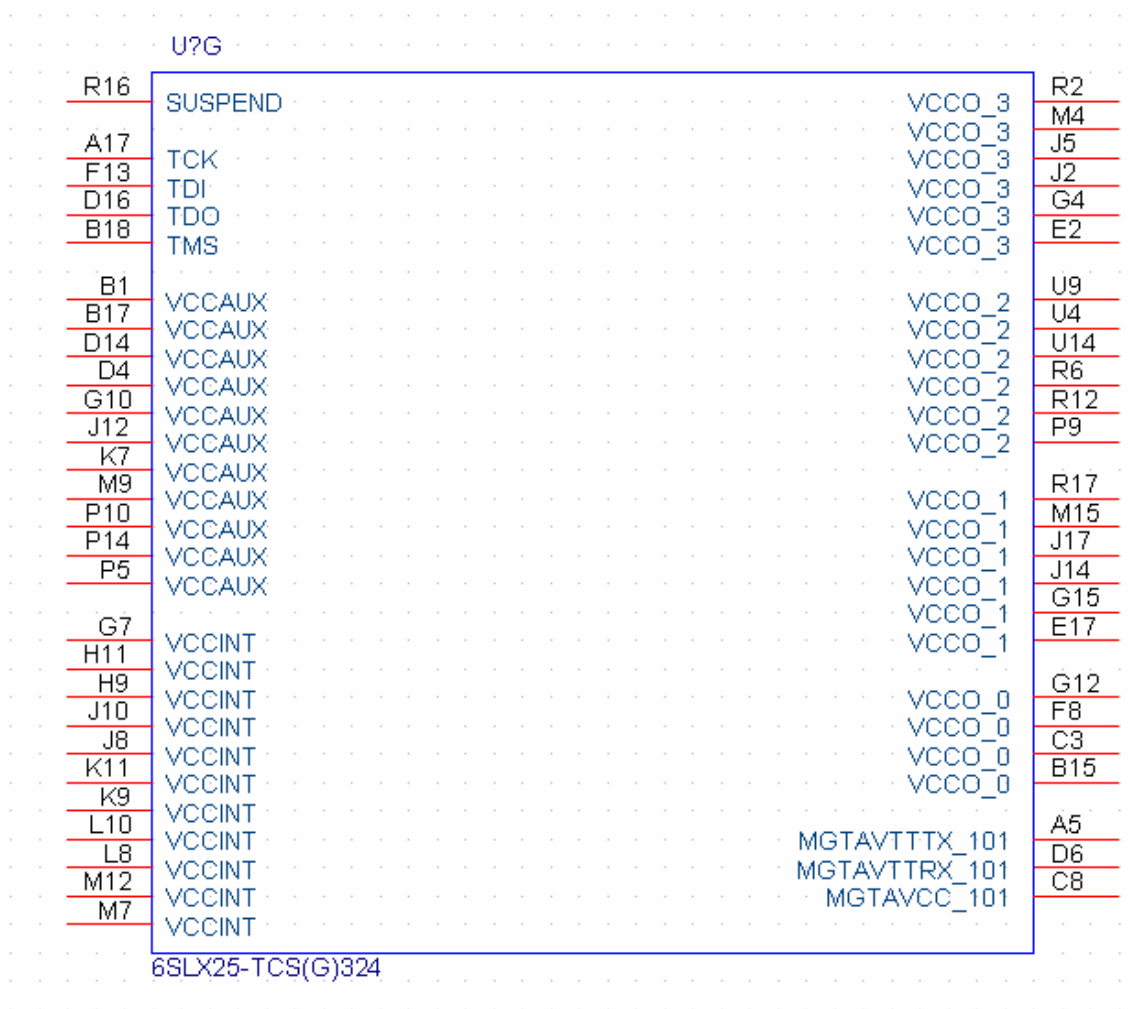 U?G
R16 SUSPEND VCCO_3 R2
VCCO_3 M4
A17 TCK VCCO_3 J5
F13 TDI VCCO_3 J2
D16 TDO VCCO_3 G4
B18 TMS VCCO_3 E2
B1 VCCAUX VCCO_2 U9
B17 VCCAUX VCCO_2 U4
D14 VCCAUX VCCO_2 U14
D4 VCCAUX VCCO_2 R6
G10 VCCAUX VCCO_2 R12
J12 VCCAUX VCCO_2 P9
K7 VCCAUX
M9 VCCAUX VCCO_1 R17
P10 VCCAUX VCCO_1 M15
P14 VCCAUX VCCO_1 J17
P5 VCCAUX VCCO_1 J14
VCCO_1 G15
G7 VCCINT VCCO_1 E17
H11 VCCINT
H9 VCCINT VCCO_0 G12
J10 VCCINT VCCO_0 F8
J8 VCCINT VCCO_0 C3
K11 VCCINT VCCO_0 B15
K9 VCCINT
L10 VCCINT MGTAVTTTX_101 A5
L8 VCCINT MGTAVTTRX_101 D6
M12 VCCINT MGTAVCC_101 C8
M7 VCCINT
6SLX25-TCS(G)324